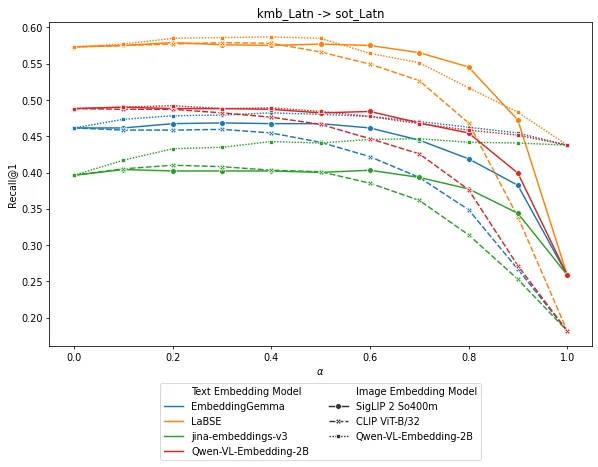 kmb_Latn -> sot_Latn
Recall@1
0.60
0.55
0.50
0.45
0.40
0.35
0.30
0.25
0.20
0.0
0.2
0.4
0.6
0.8
1.0
α
Text Embedding Model
EmbeddingGemma
LaBSE
jina-embeddings-v3
Qwen-VL-Embedding-2B
Image Embedding Model
SigLIP 2 So400m
CLIP ViT-B/32
Qwen-VL-Embedding-2B